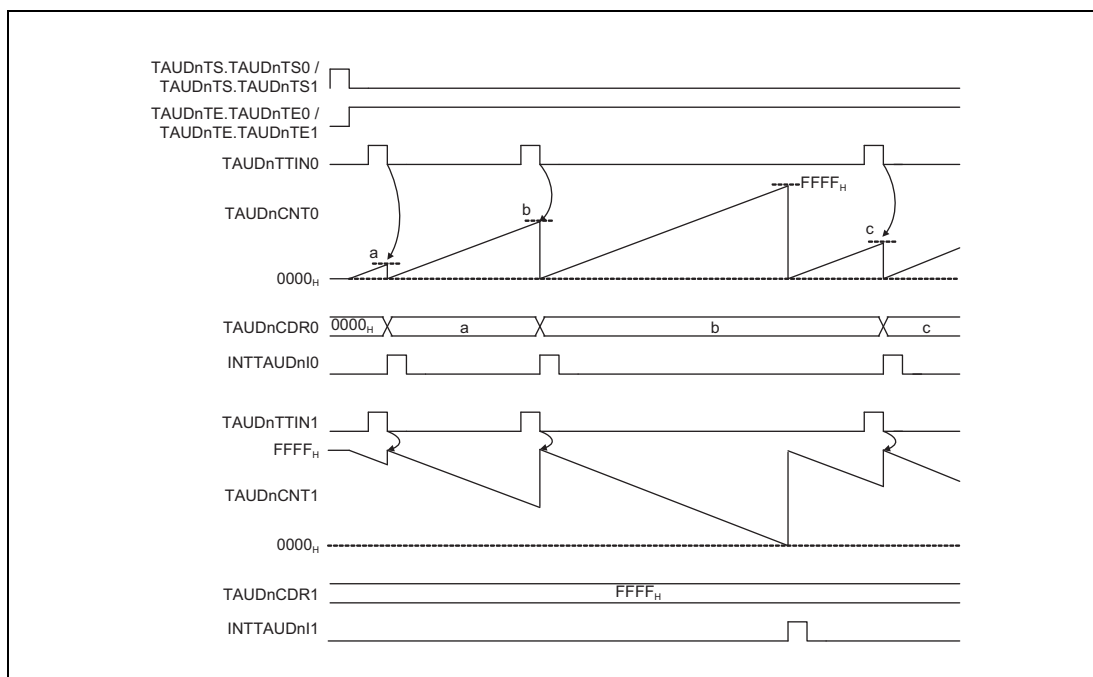 TAUDnTS.TAUDnTS0 /
TAUDnTS.TAUDnTS1
TAUDnTE.TAUDnTE0 /
TAUDnTE.TAUDnTE1
TAUDnTTIN0
FFFFH
TAUDnCNT0
a
b
c
0000H
TAUDnCDR0
0000H
a
b
c
INTTAUDnI0
TAUDnTTIN1
FFFFH
TAUDnCNT1
0000H
TAUDnCDR1
FFFFH
INTTAUDnI1